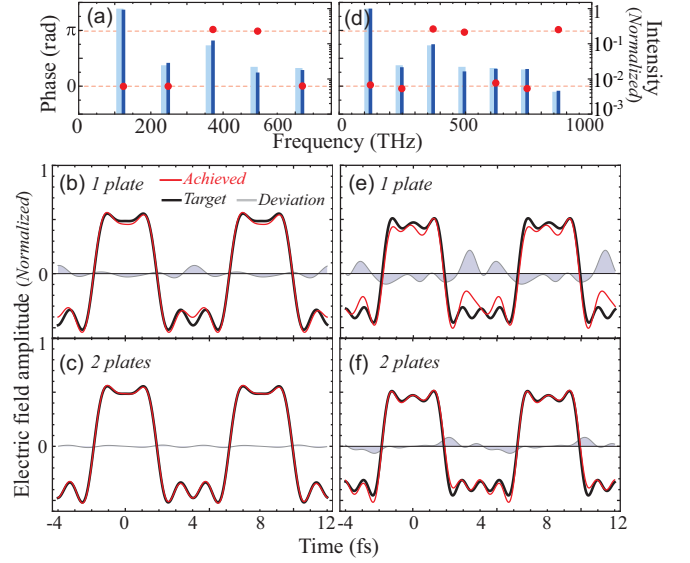 (a)
(d)
Phase (rad)
π
0
1
10⁻¹
10⁻²
10⁻³
Intensity
(Normalized)
0 200 400 600
0 500 1000
Frequency (THz)
(b) 1 plate
Achieved
Target Deviation
(e) 1 plate
1
0
(c) 2 plates
(f) 2 plates
1
0
Electric field amplitude (Normalized)
-4 0 4 8 12
-4 0 4 8 12
Time (fs)